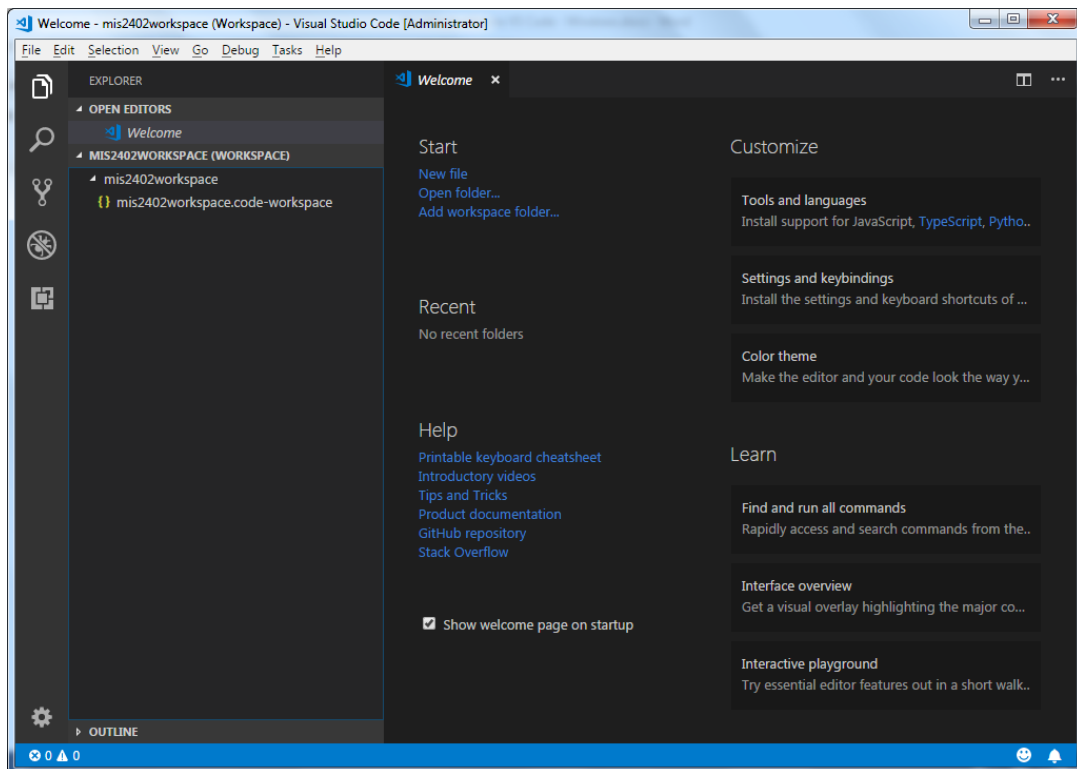 Welcome - mis2402workspace (Workspace) - Visual Studio Code [Administrator]
File Edit Selection View Go Debug Tasks Help
EXPLORER
OPEN EDITORS
Welcome
MIS2402WORKSPACE (WORKSPACE)
mis2402workspace
{} mis2402workspace.code-workspace
OUTLINE
Welcome
Start
New file
Open folder...
Add workspace folder...
Recent
No recent folders
Help
Printable keyboard cheatsheet
Introductory videos
Tips and Tricks
Product documentation
GitHub repository
Stack Overflow
Show welcome page on startup
Customize
Tools and languages
Install support for JavaScript, TypeScript, Pytho..
Settings and keybindings
Install the settings and keyboard shortcuts of ...
Color theme
Make the editor and your code look the way y...
Learn
Find and run all commands
Rapidly access and search commands from the..
Interface overview
Get a visual overlay highlighting the major co...
Interactive playground
Try essential editor features out in a short walk..
0 0